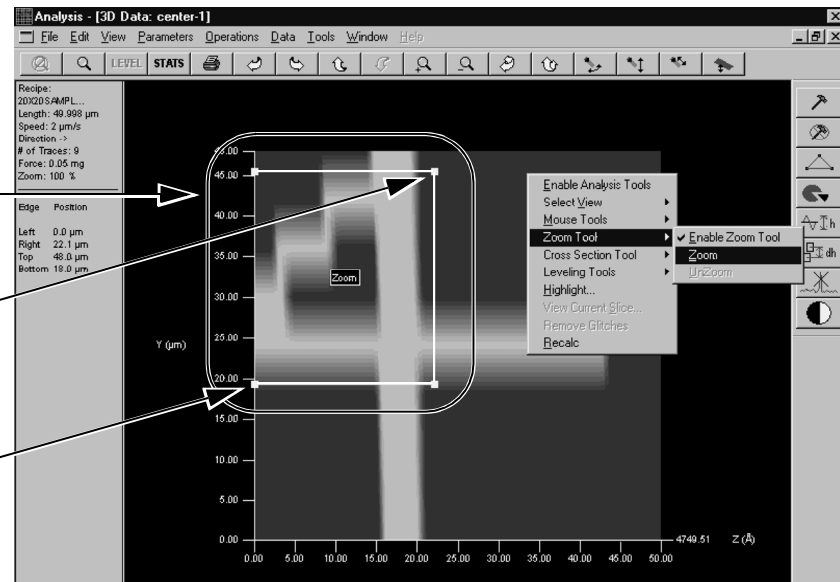 Analysis - [3D Data: center-1]
File Edit View Parameters Operations Data Tools Window Help
LEVEL STATS
Recipe:
20X20SAMPL...
Length: 49.998 µm
Speed: 2 µm/s
Direction ->
# of Traces: 9
Force: 0.05 mg
Zoom: 100 %
Edge Position
Left 0.0 µm
Right 22.1 µm
Top 48.0 µm
Bottom 18.0 µm
45.00
40.00
35.00
30.00
25.00
20.00
15.00
10.00
5.00
0.00
Y (µm)
Zoom
0.00 5.00 10.00 15.00 20.00 25.00 30.00 35.00 40.00 45.00 50.00
4749.51 Z (Å)
Enable Analysis Tools
Select View
Mouse Tools
Zoom Tool
Cross Section Tool
Leveling Tools
Highlight...
View Current Slice...
Remove Glitches
Recalc
Enable Zoom Tool
Zoom
UnZoom
h
dh